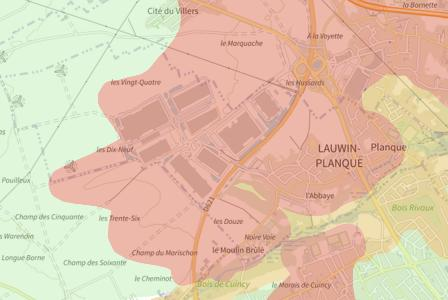 Cité du Villers
la Bornette
À la Voyette
le Marquache
les Vingt-Quatre
les Hussards
les Dix-Neuf
LAUWIN-
PLANQUE
Planque
Pouilleux
l'Abbaye
D621
Bois Rivaux
Champ des Cinquante
les Trente-Six
les Douze
Warendin
Noire Voie
le Moulin Brûlé
Longue Borne
Champ du Marischon
Champ des Soixante
le Cheminot
Bois de Cuincy
le Marais de Cuincy